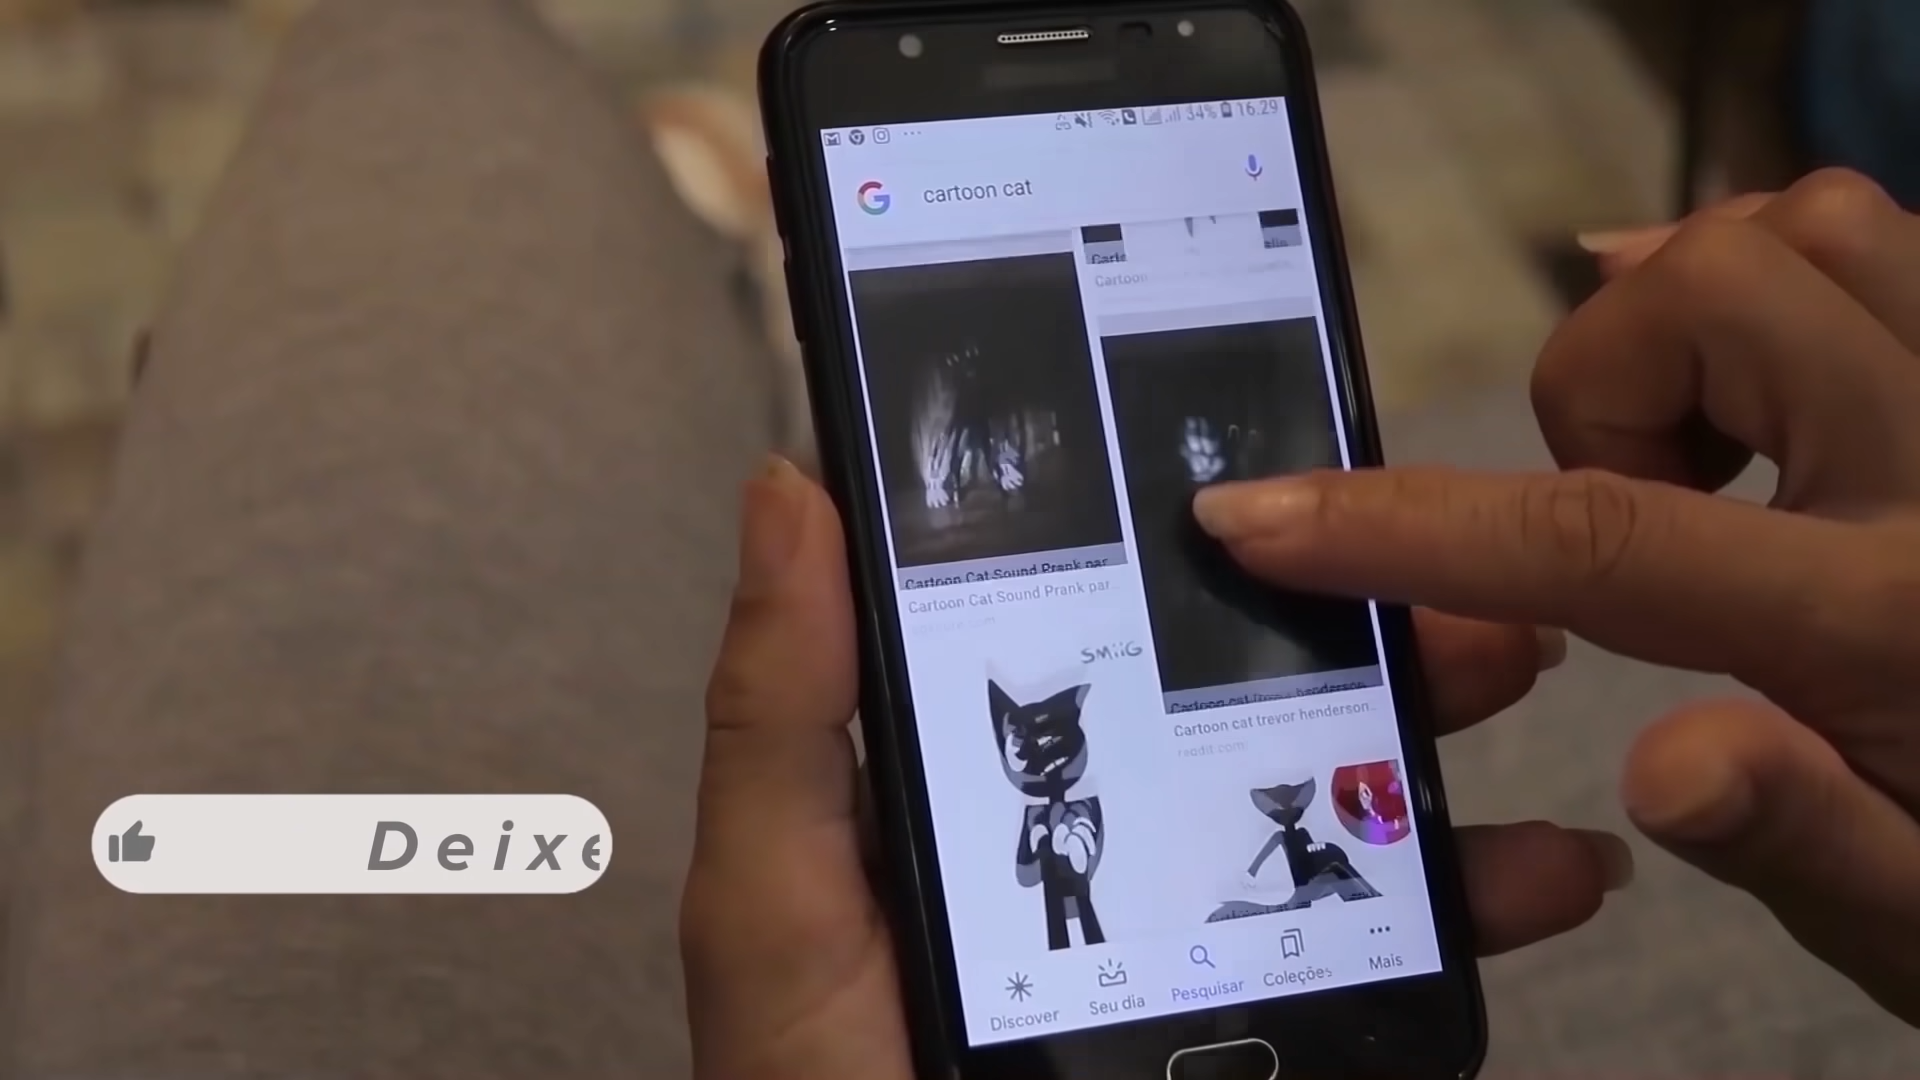 34% 16.29
cartoon cat
Cartoon
Cartoon Cat Sound Prank par
Cartoon Cat Sound Prank par..
SMiiG
Cartoon cat trevor henderson..
reddit.com
Deixe
Discover
Seu dia
Pesquisar
Coleções
Mais